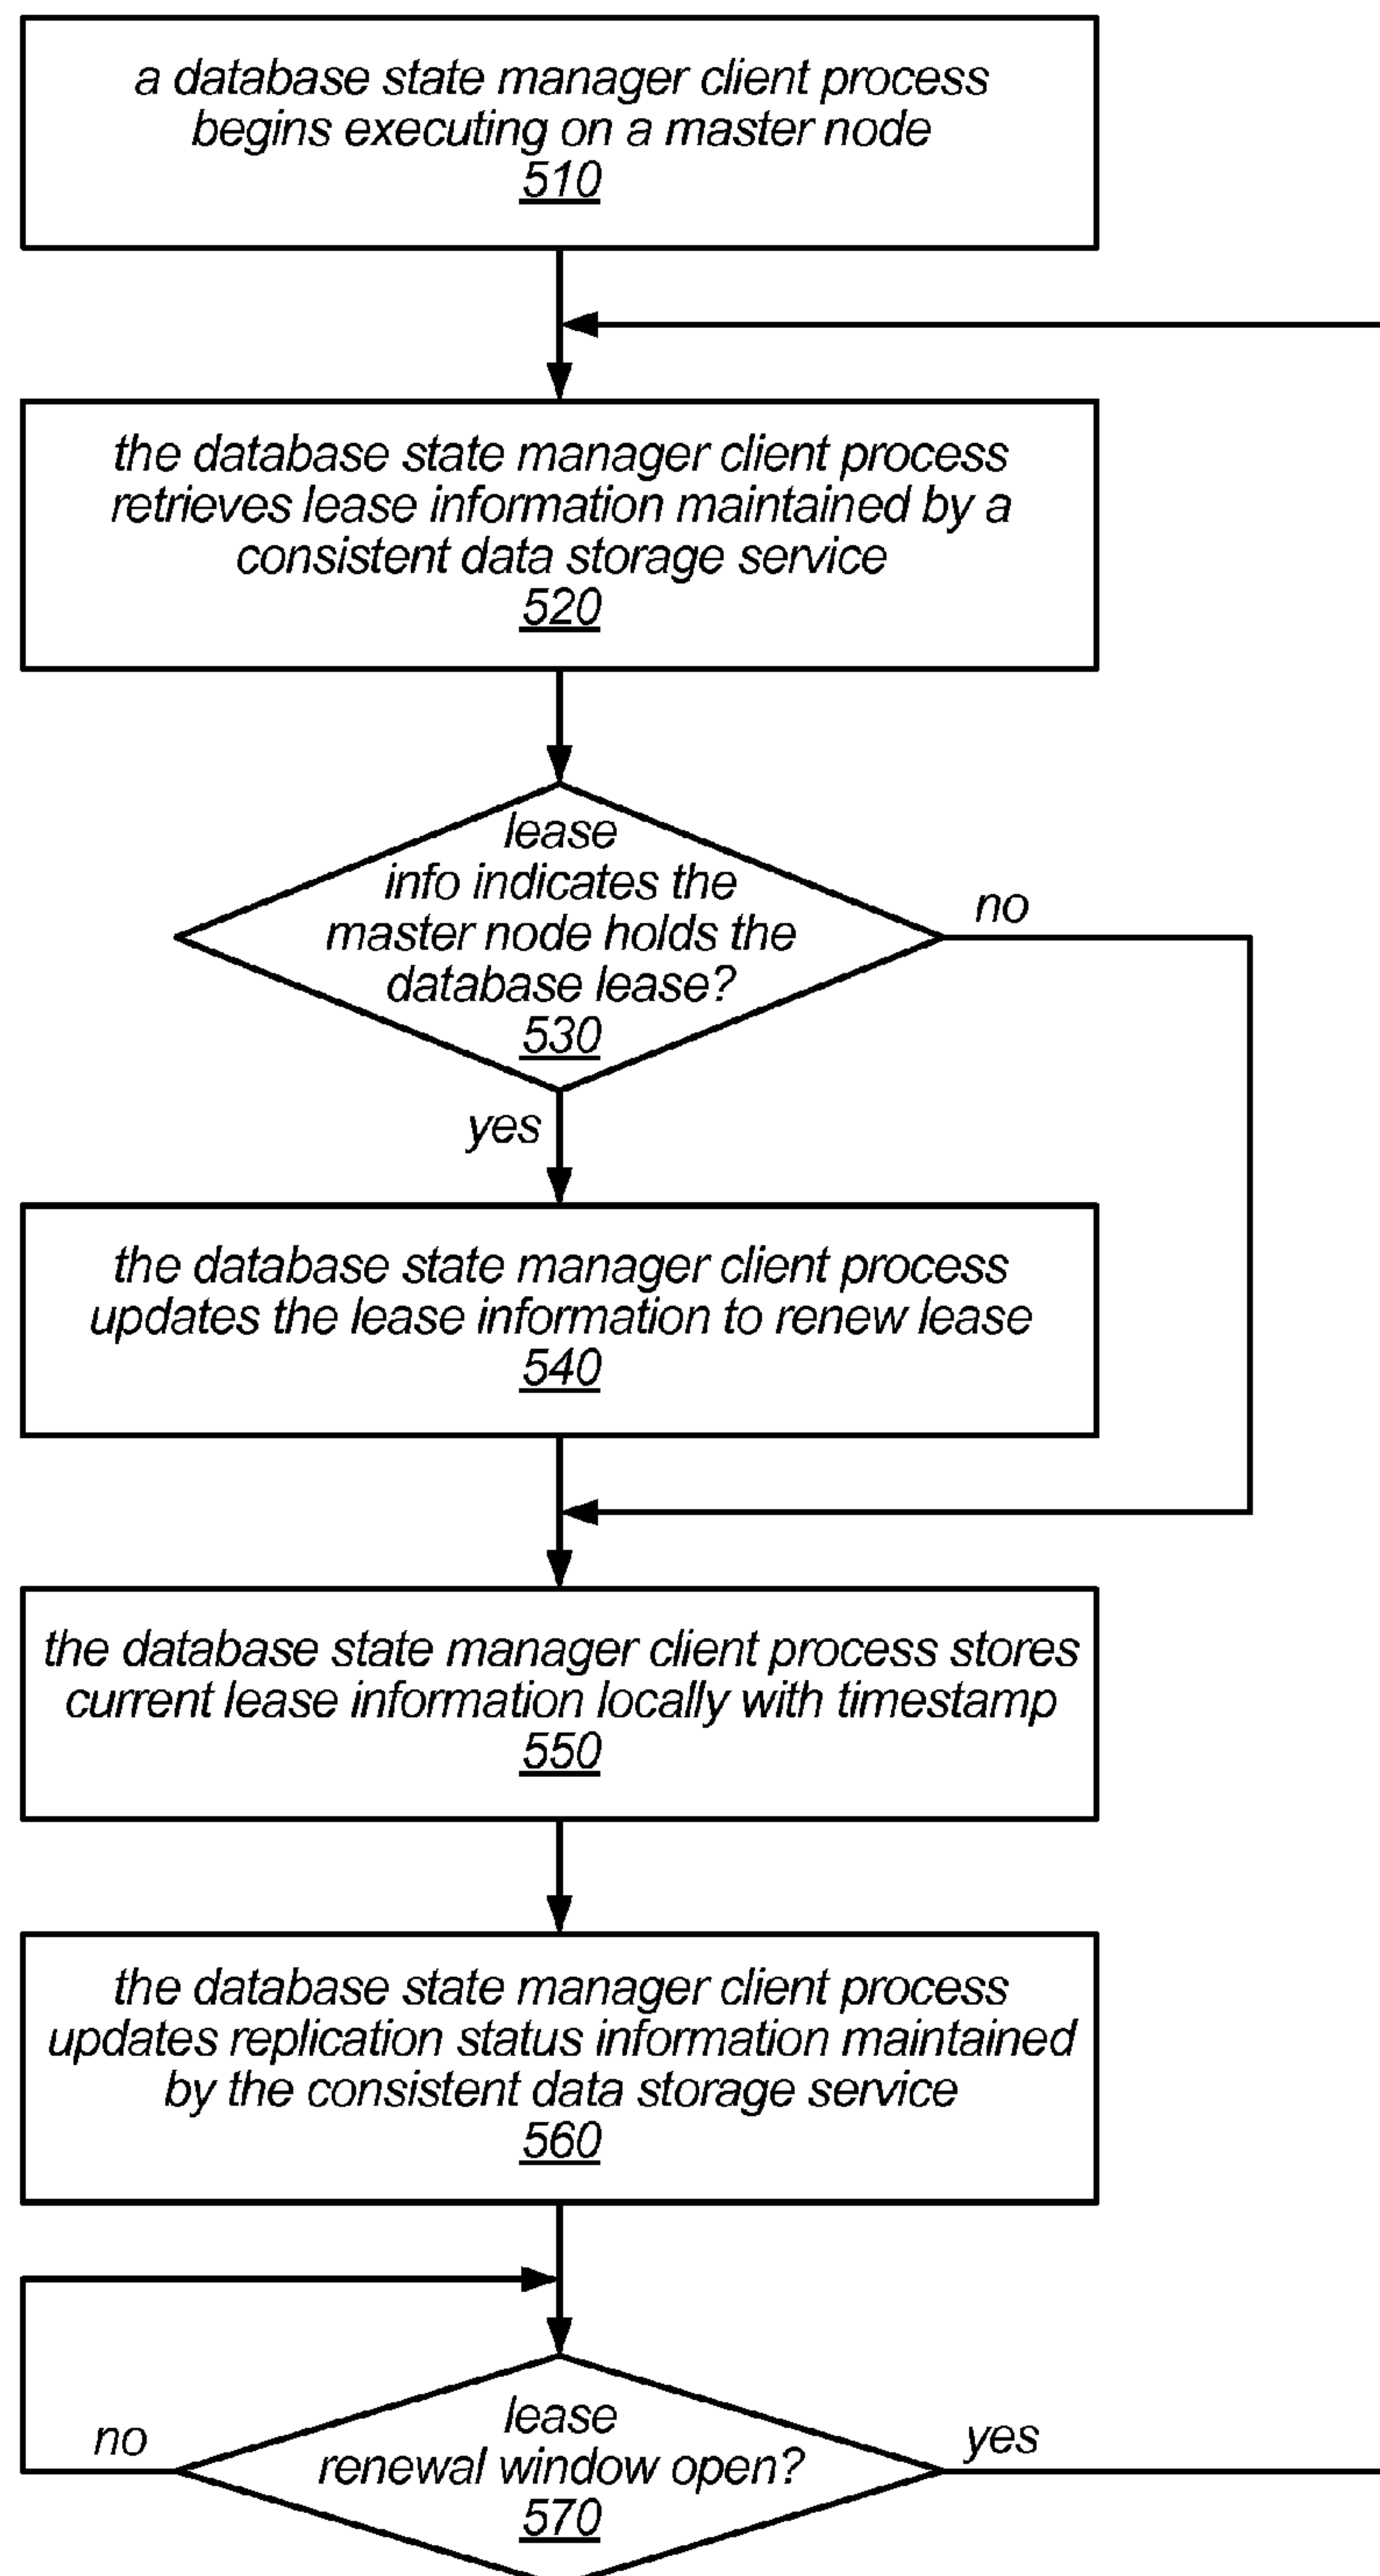 a database state manager client process
begins executing on a master node
510
the database state manager client process
retrieves lease information maintained by a
consistent data storage service
520
lease
info indicates the
master node holds the
database lease?
530
no
yes
the database state manager client process
updates the lease information to renew lease
540
the database state manager client process stores
current lease information locally with timestamp
550
the database state manager client process
updates replication status information maintained
by the consistent data storage service
560
no
lease
renewal window open?
570
yes